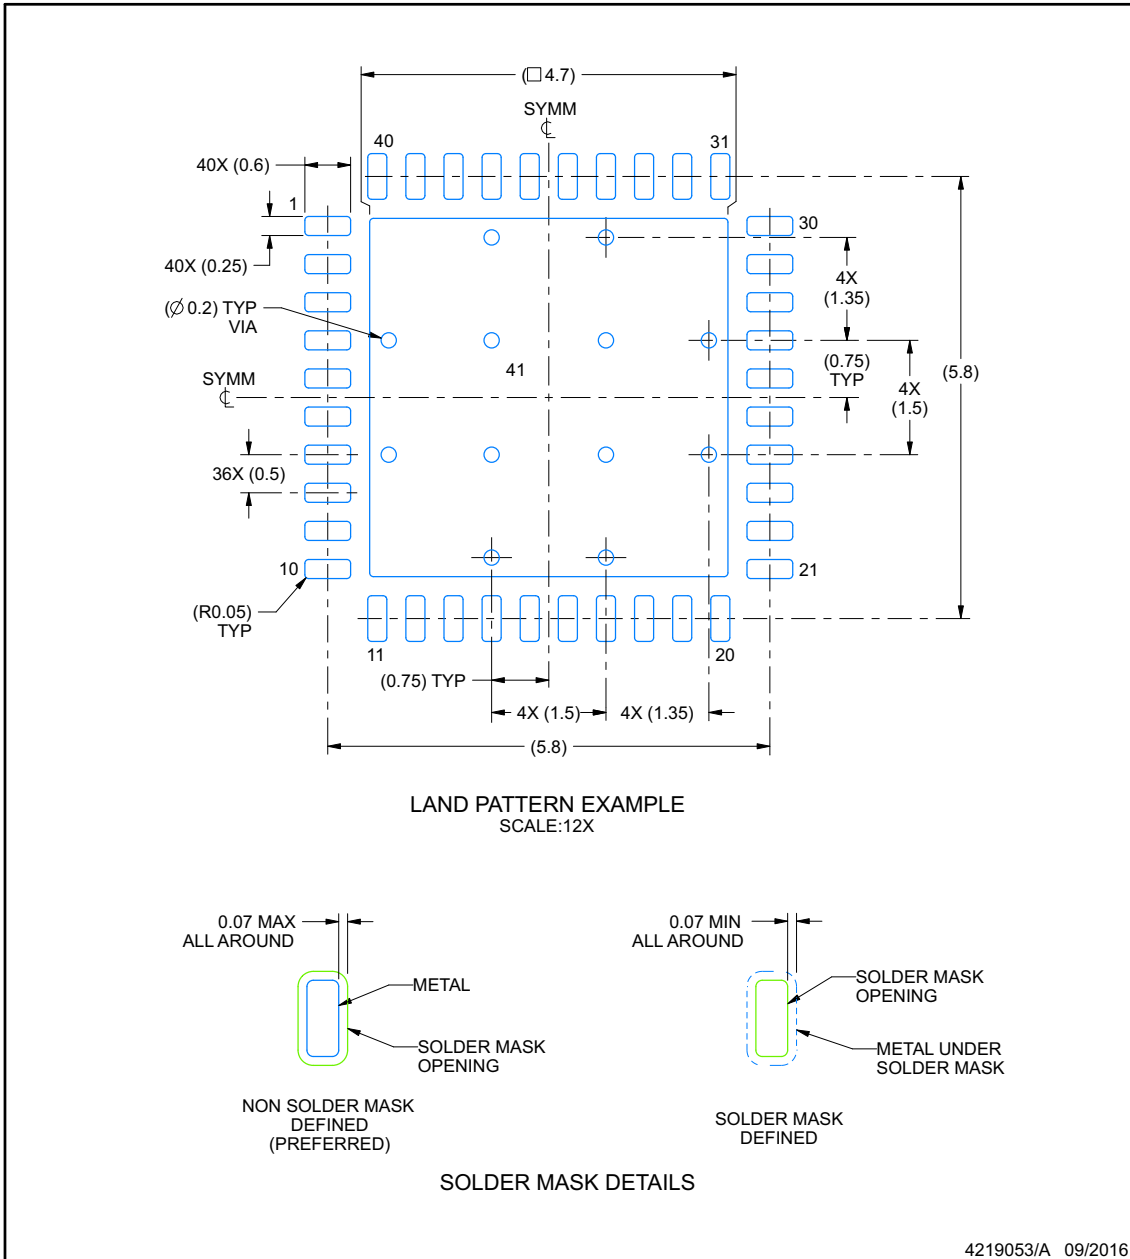 (□ 4.7)
SYMM
℄
40
31
40X (0.6)
1
30
40X (0.25)
4X
(1.35)
(Ø 0.2) TYP
VIA
41
(0.75)
TYP
(5.8)
SYMM
℄
4X
(1.5)
36X (0.5)
10
21
(R0.05)
TYP
11
20
(0.75) TYP
4X (1.5)
4X (1.35)
(5.8)
LAND PATTERN EXAMPLE
SCALE:12X
0.07 MAX
ALL AROUND
METAL
SOLDER MASK
OPENING
NON SOLDER MASK
DEFINED
(PREFERRED)
0.07 MIN
ALL AROUND
SOLDER MASK
OPENING
METAL UNDER
SOLDER MASK
SOLDER MASK
DEFINED
SOLDER MASK DETAILS
4219053/A 09/2016